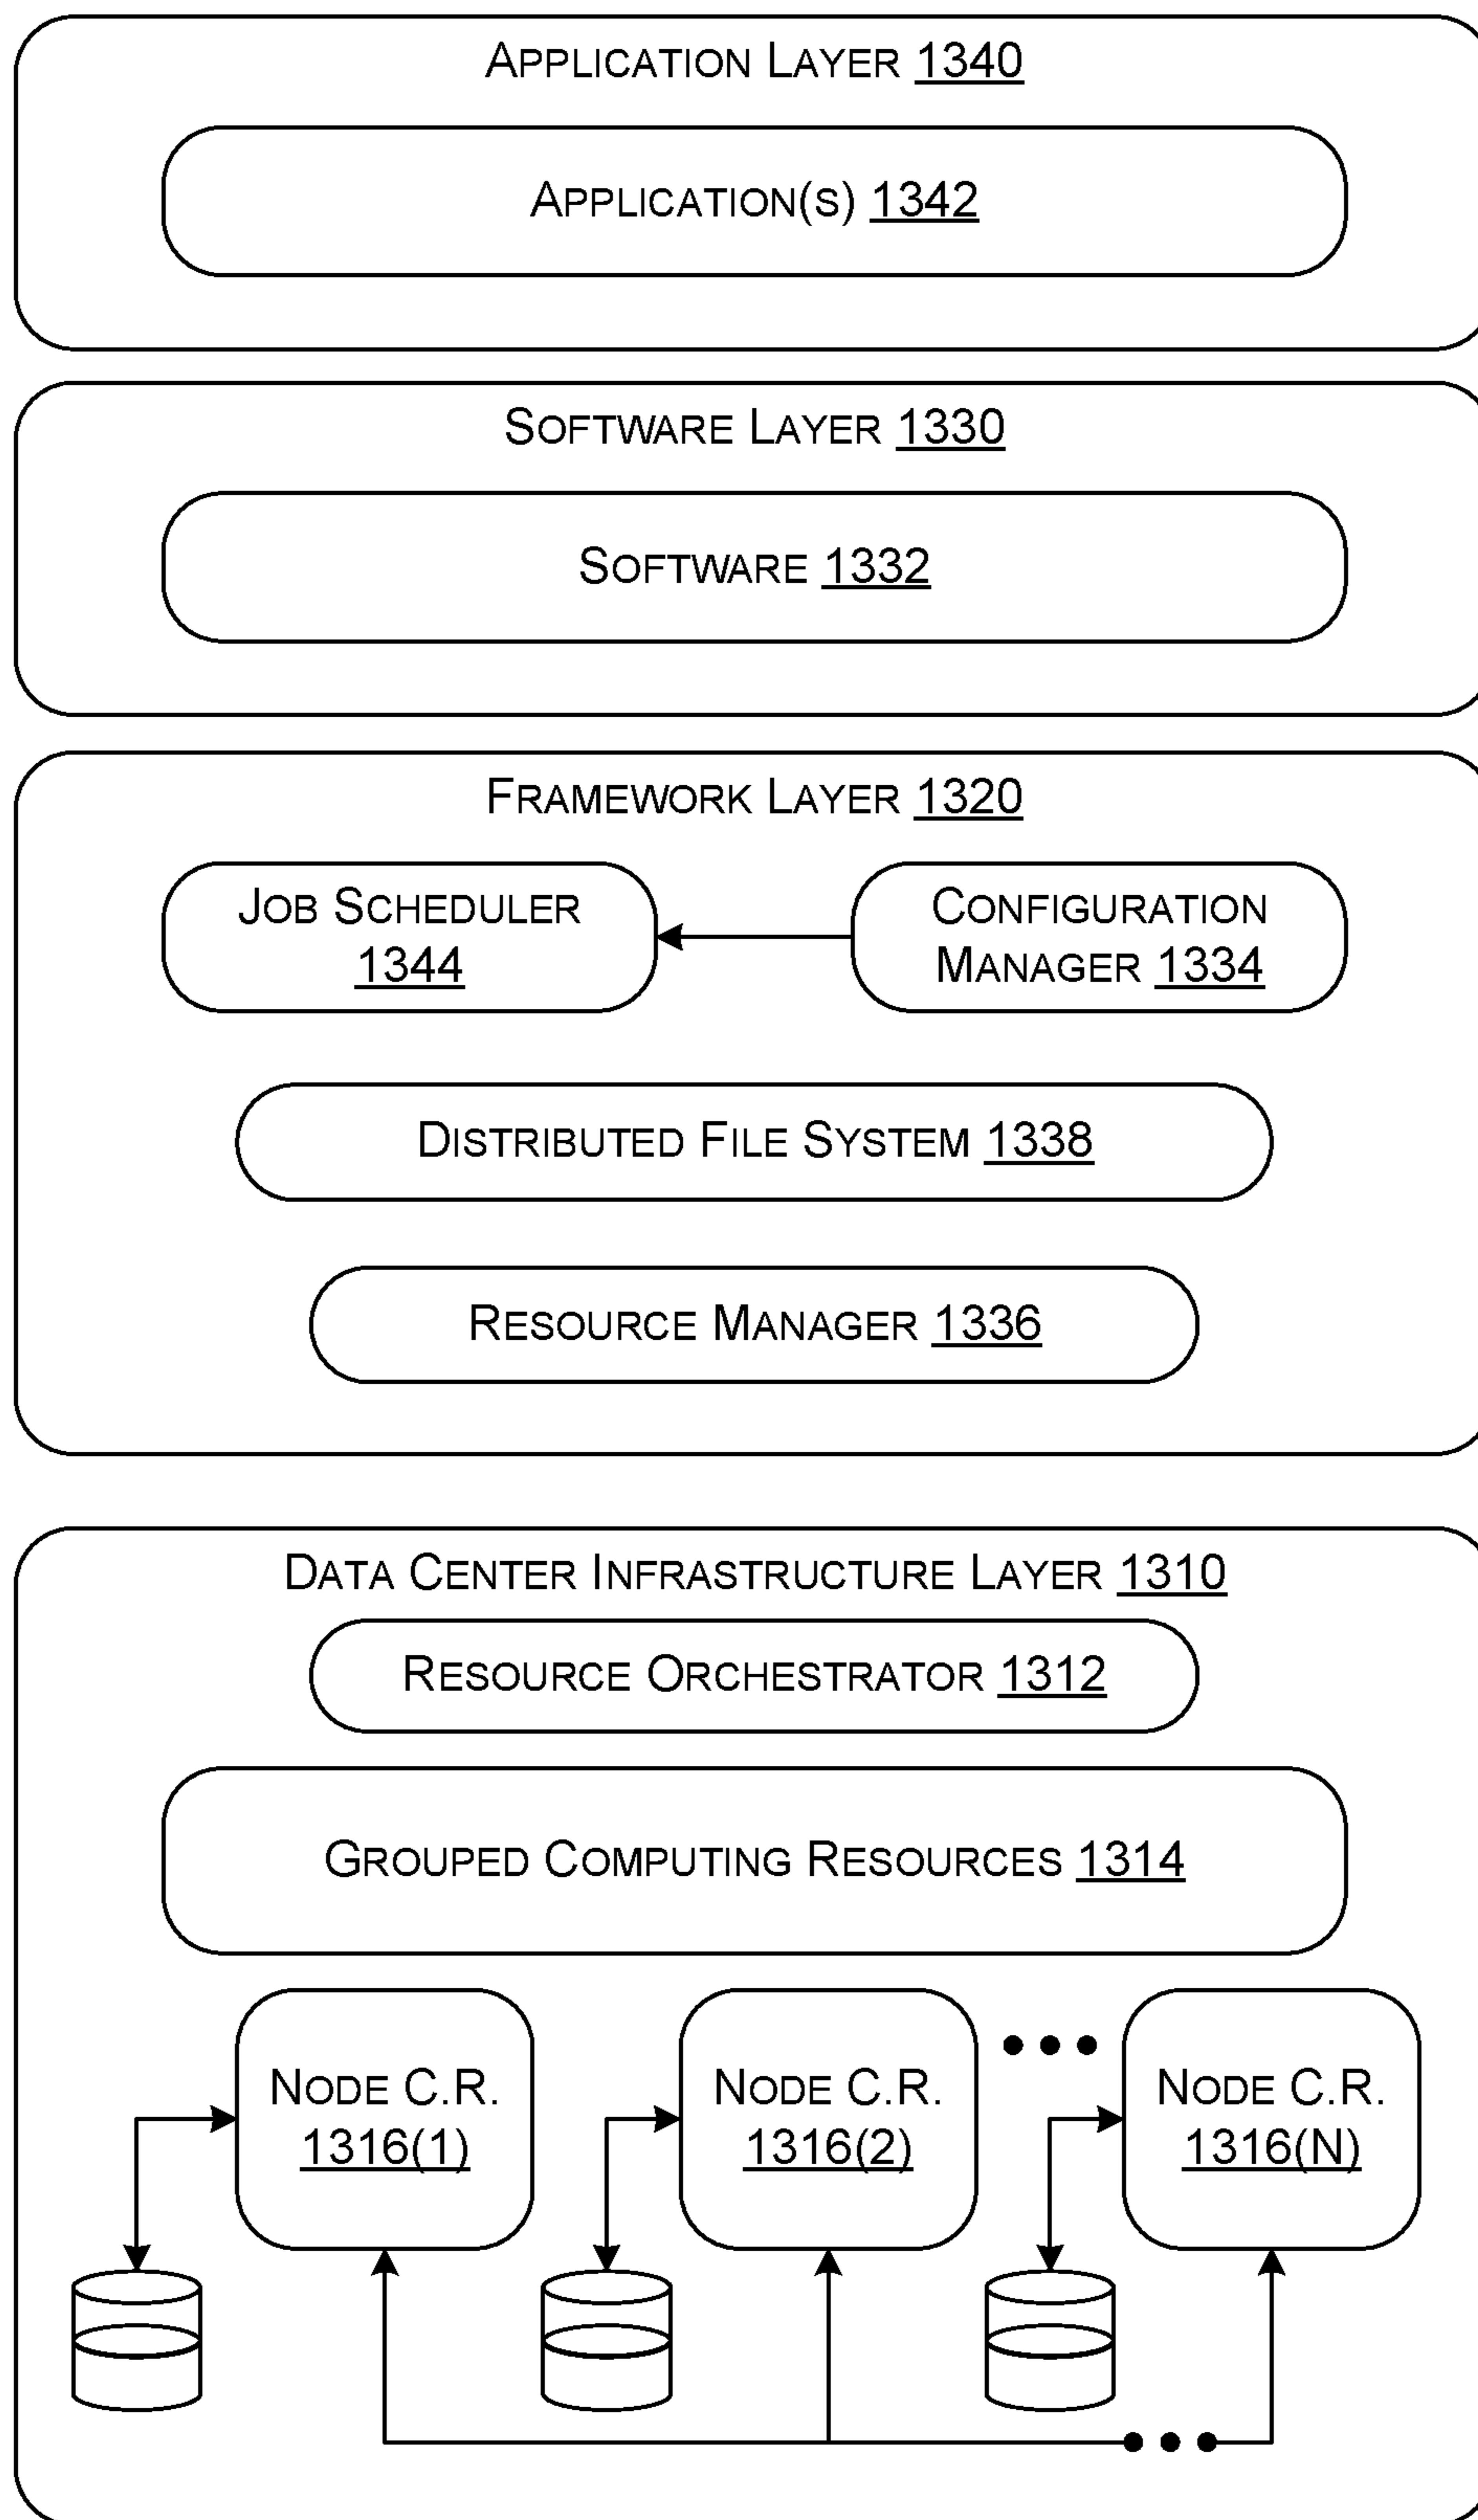 APPLICATION LAYER 1340
APPLICATION(S) 1342
SOFTWARE LAYER 1330
SOFTWARE 1332
FRAMEWORK LAYER 1320
JOB SCHEDULER
1344
CONFIGURATION
MANAGER 1334
DISTRIBUTED FILE SYSTEM 1338
RESOURCE MANAGER 1336
DATA CENTER INFRASTRUCTURE LAYER 1310
RESOURCE ORCHESTRATOR 1312
GROUPED COMPUTING RESOURCES 1314
NODE C.R.
1316(1)
NODE C.R.
1316(2)
NODE C.R.
1316(N)